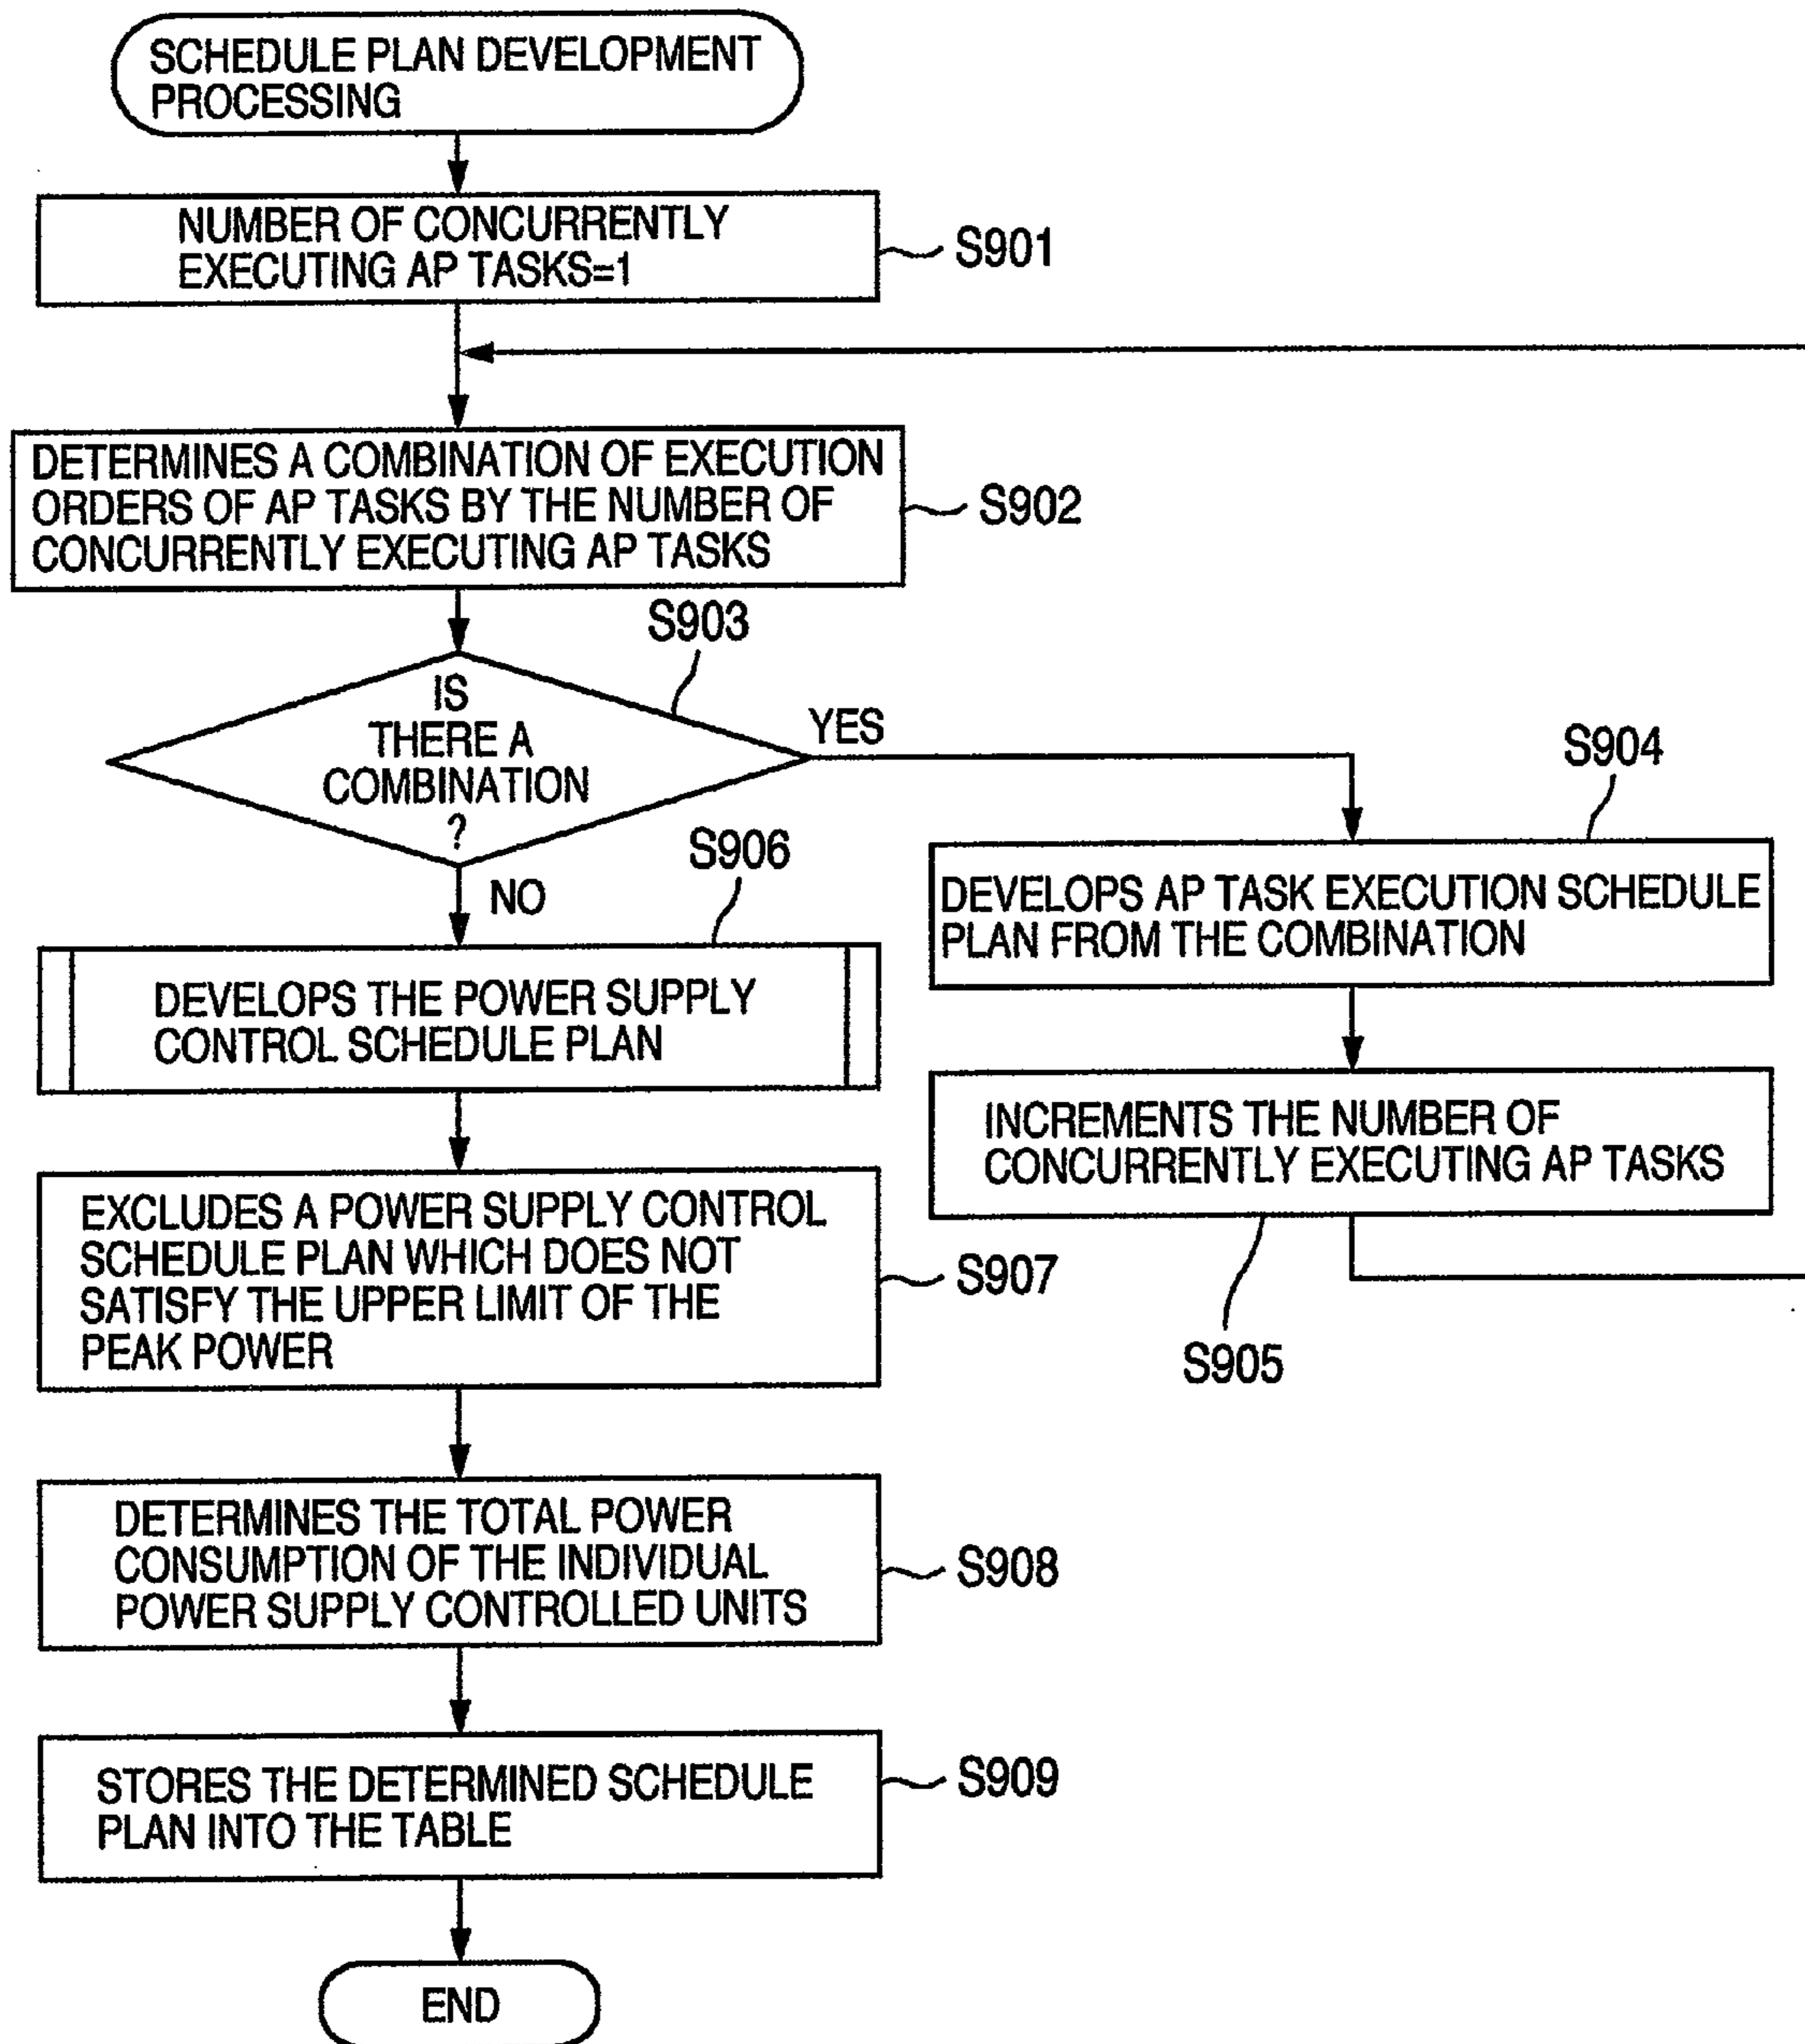 SCHEDULE PLAN DEVELOPMENT
PROCESSING
NUMBER OF CONCURRENTLY
EXECUTING AP TASKS=1
S901
DETERMINES A COMBINATION OF EXECUTION
ORDERS OF AP TASKS BY THE NUMBER OF
CONCURRENTLY EXECUTING AP TASKS
S902
S903
IS
THERE A
COMBINATION
?
YES
NO
S904
DEVELOPS AP TASK EXECUTION SCHEDULE
PLAN FROM THE COMBINATION
INCREMENTS THE NUMBER OF
CONCURRENTLY EXECUTING AP TASKS
S905
S906
DEVELOPS THE POWER SUPPLY
CONTROL SCHEDULE PLAN
EXCLUDES A POWER SUPPLY CONTROL
SCHEDULE PLAN WHICH DOES NOT
SATISFY THE UPPER LIMIT OF THE
PEAK POWER
S907
DETERMINES THE TOTAL POWER
CONSUMPTION OF THE INDIVIDUAL
POWER SUPPLY CONTROLLED UNITS
S908
STORES THE DETERMINED SCHEDULE
PLAN INTO THE TABLE
S909
END